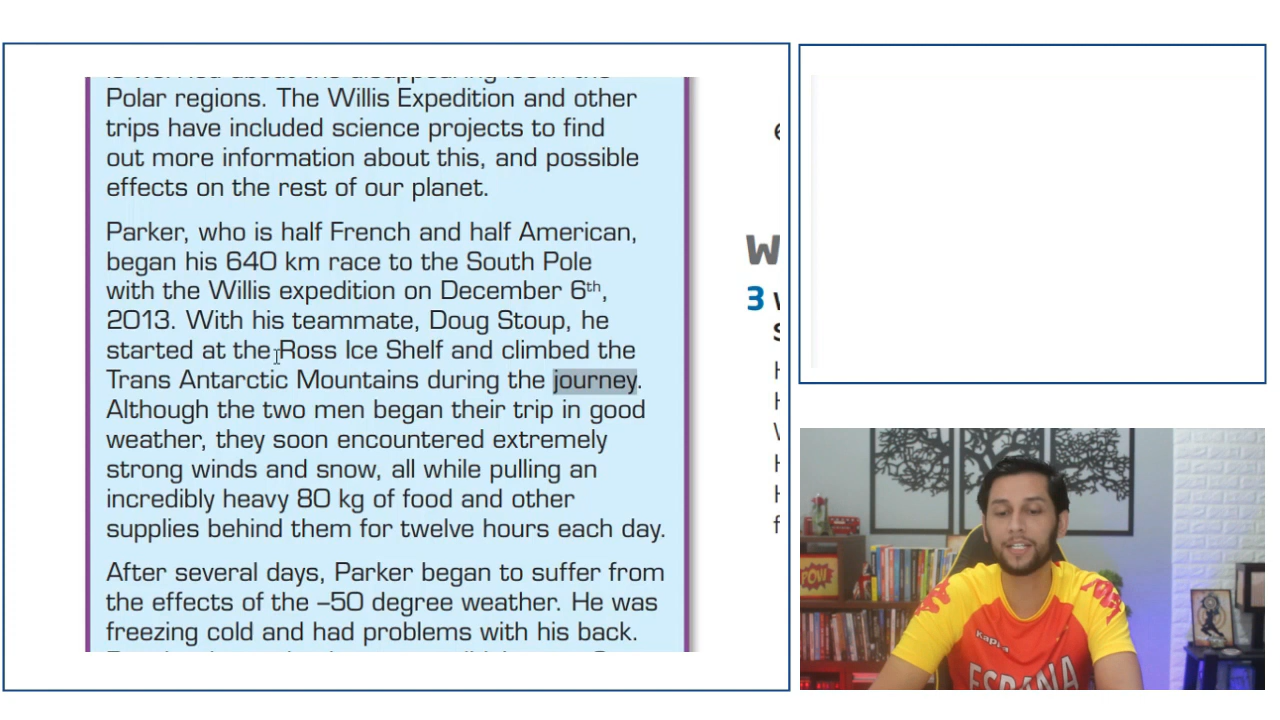 Polar regions. The Willis Expedition and other
trips have included science projects to find
out more information about this, and possible
effects on the rest of our planet.
Parker, who is half French and half American,
began his 640 km race to the South Pole
with the Willis expedition on December 6th,
2013. With his teammate, Doug Stoup, he
started at the Ross Ice Shelf and climbed the
Trans Antarctic Mountains during the journey.
Although the two men began their trip in good
weather, they soon encountered extremely
strong winds and snow, all while pulling an
incredibly heavy 80 kg of food and other
supplies behind them for twelve hours each day.
After several days, Parker began to suffer from
the effects of the –50 degree weather. He was
freezing cold and had problems with his back.
W
3
POW!
Kappa
ESPAÑA